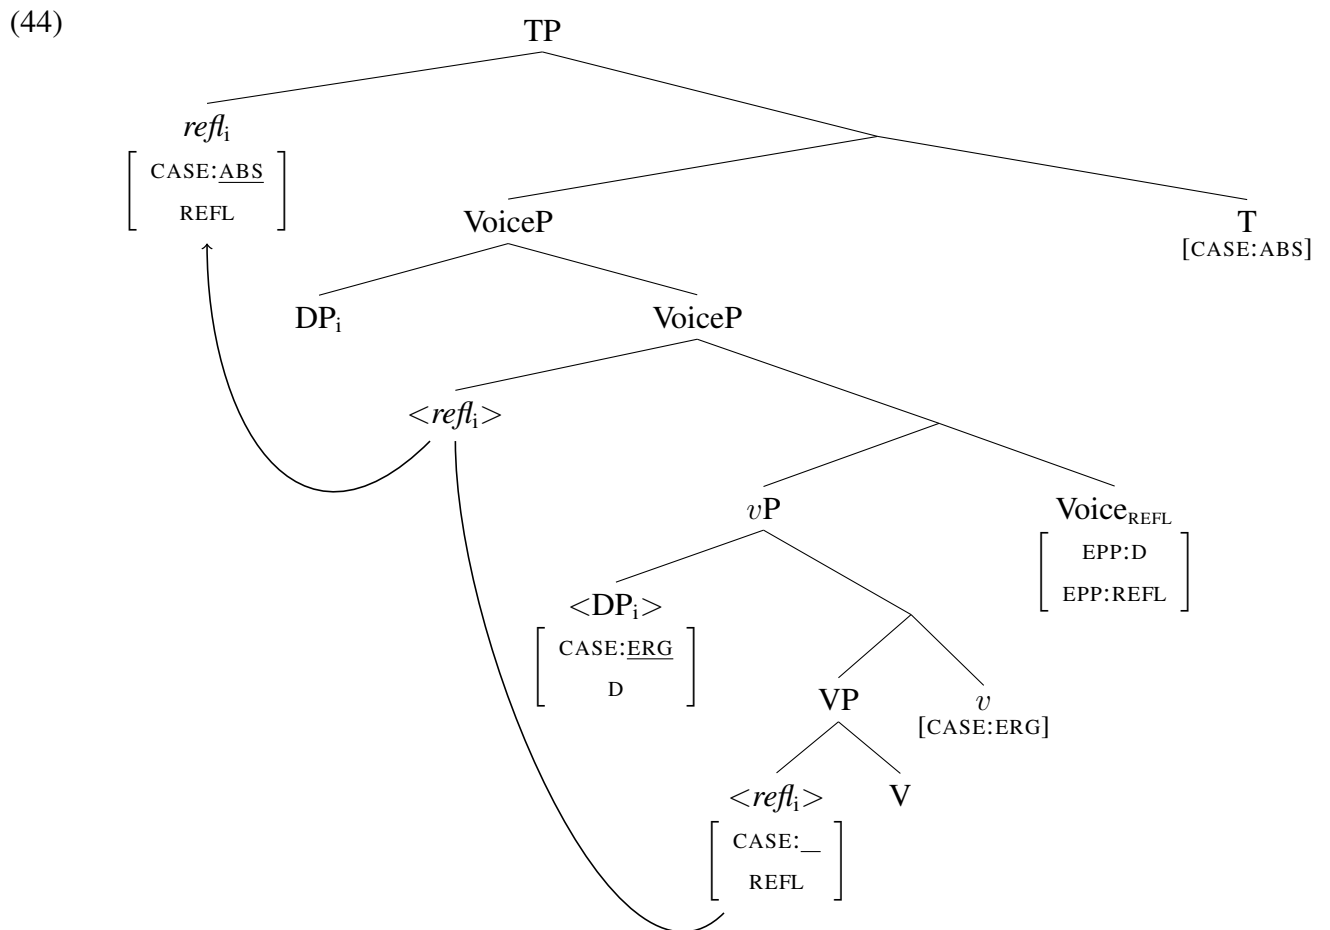 (44)
TP
refl_i
CASE:ABS
REFL
VoiceP
T
[CASE:ABS]
DP_i
VoiceP
<refl_i>
vP
Voice_REFL
EPP:D
EPP:REFL
<DP_i>
CASE:ERG
D
VP
v
[CASE:ERG]
<refl_i>
V
CASE:__
REFL